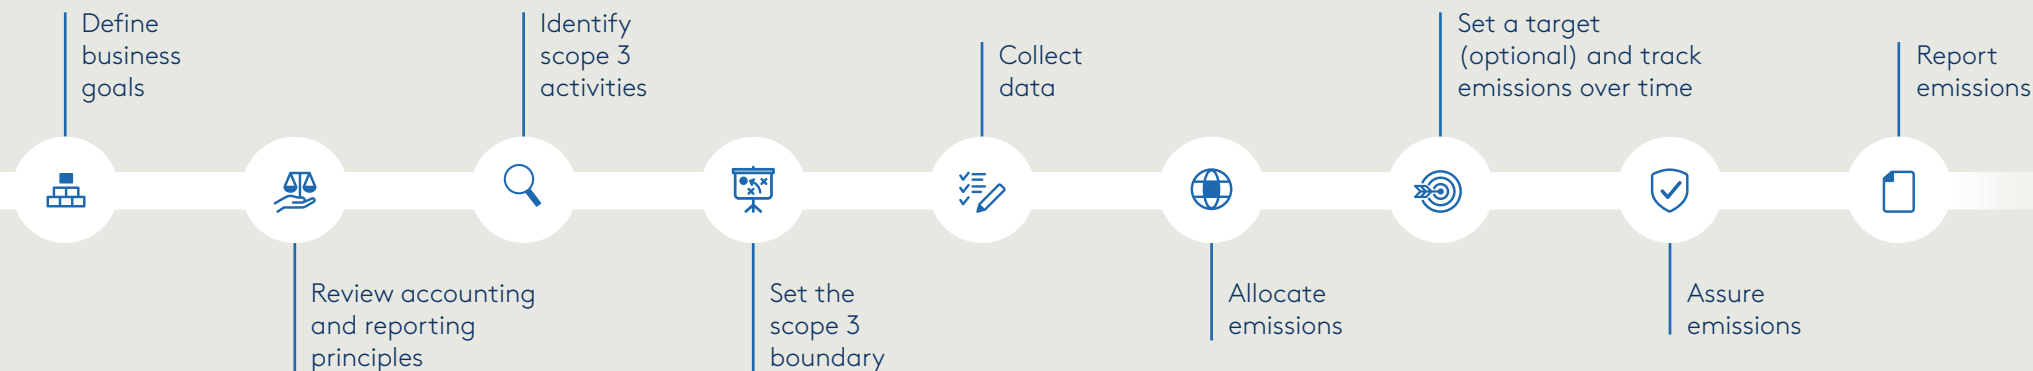 Define
business
goals
Review accounting
and reporting
principles
Identify
scope 3
activities
Set the
scope 3
boundary
Collect
data
Allocate
emissions
Set a target
(optional) and track
emissions over time
Assure
emissions
Report
emissions